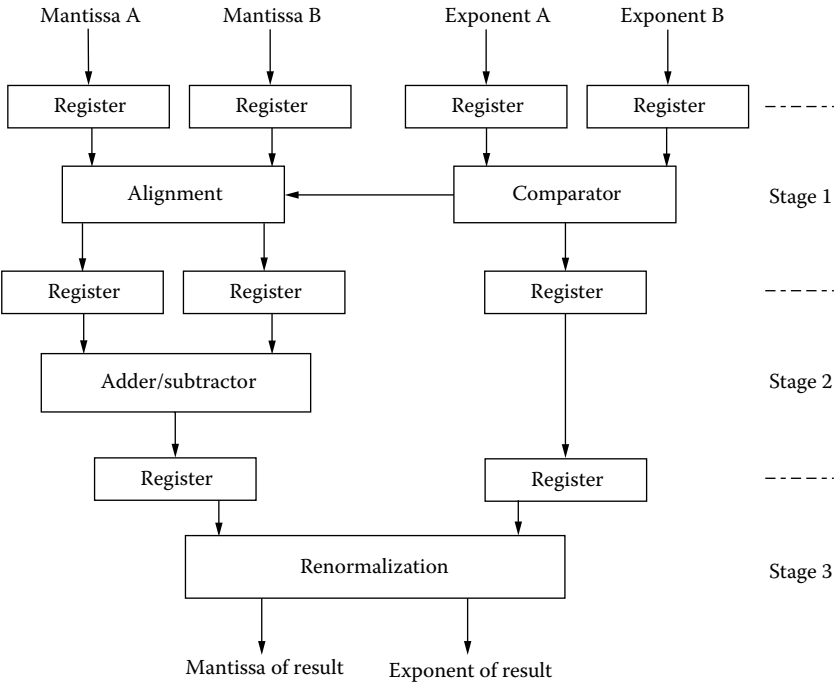 Mantissa A
Mantissa B
Exponent A
Exponent B
Register
Register
Register
Register
Alignment
Comparator
Stage 1
Register
Register
Register
Adder/subtractor
Stage 2
Register
Register
Renormalization
Stage 3
Mantissa of result
Exponent of result